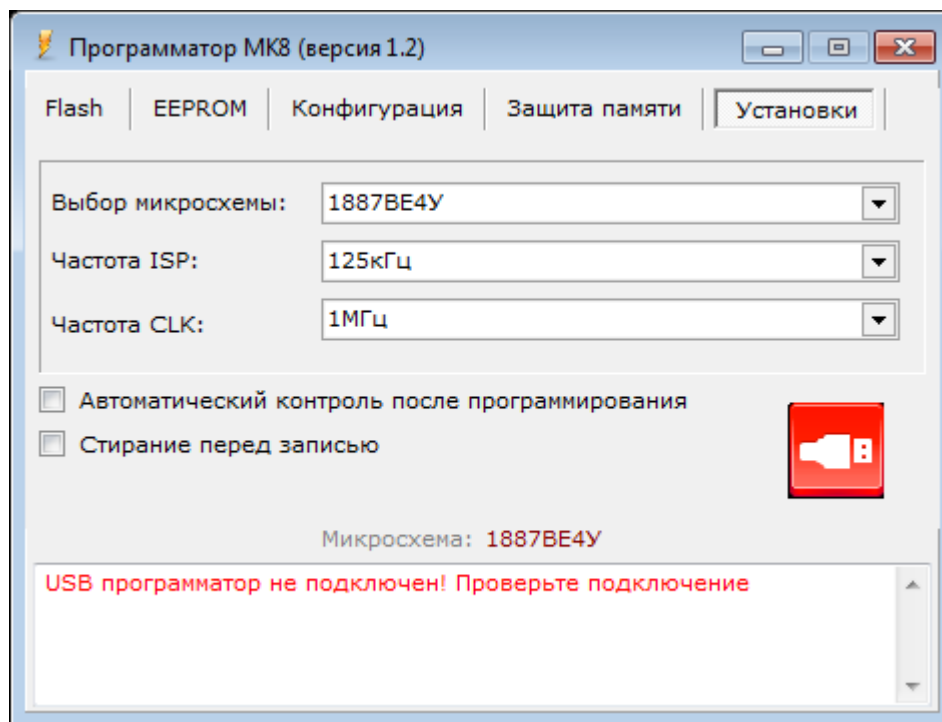 Программатор МК8 (версия 1.2)
Flash EEPROM Конфигурация Защита памяти Установки
Выбор микросхемы: 1887ВЕ4У
Частота ISP: 125кГц
Частота CLK: 1МГц
Автоматический контроль после программирования
Стирание перед записью
Микросхема: 1887ВЕ4У
USB программатор не подключен! Проверьте подключение